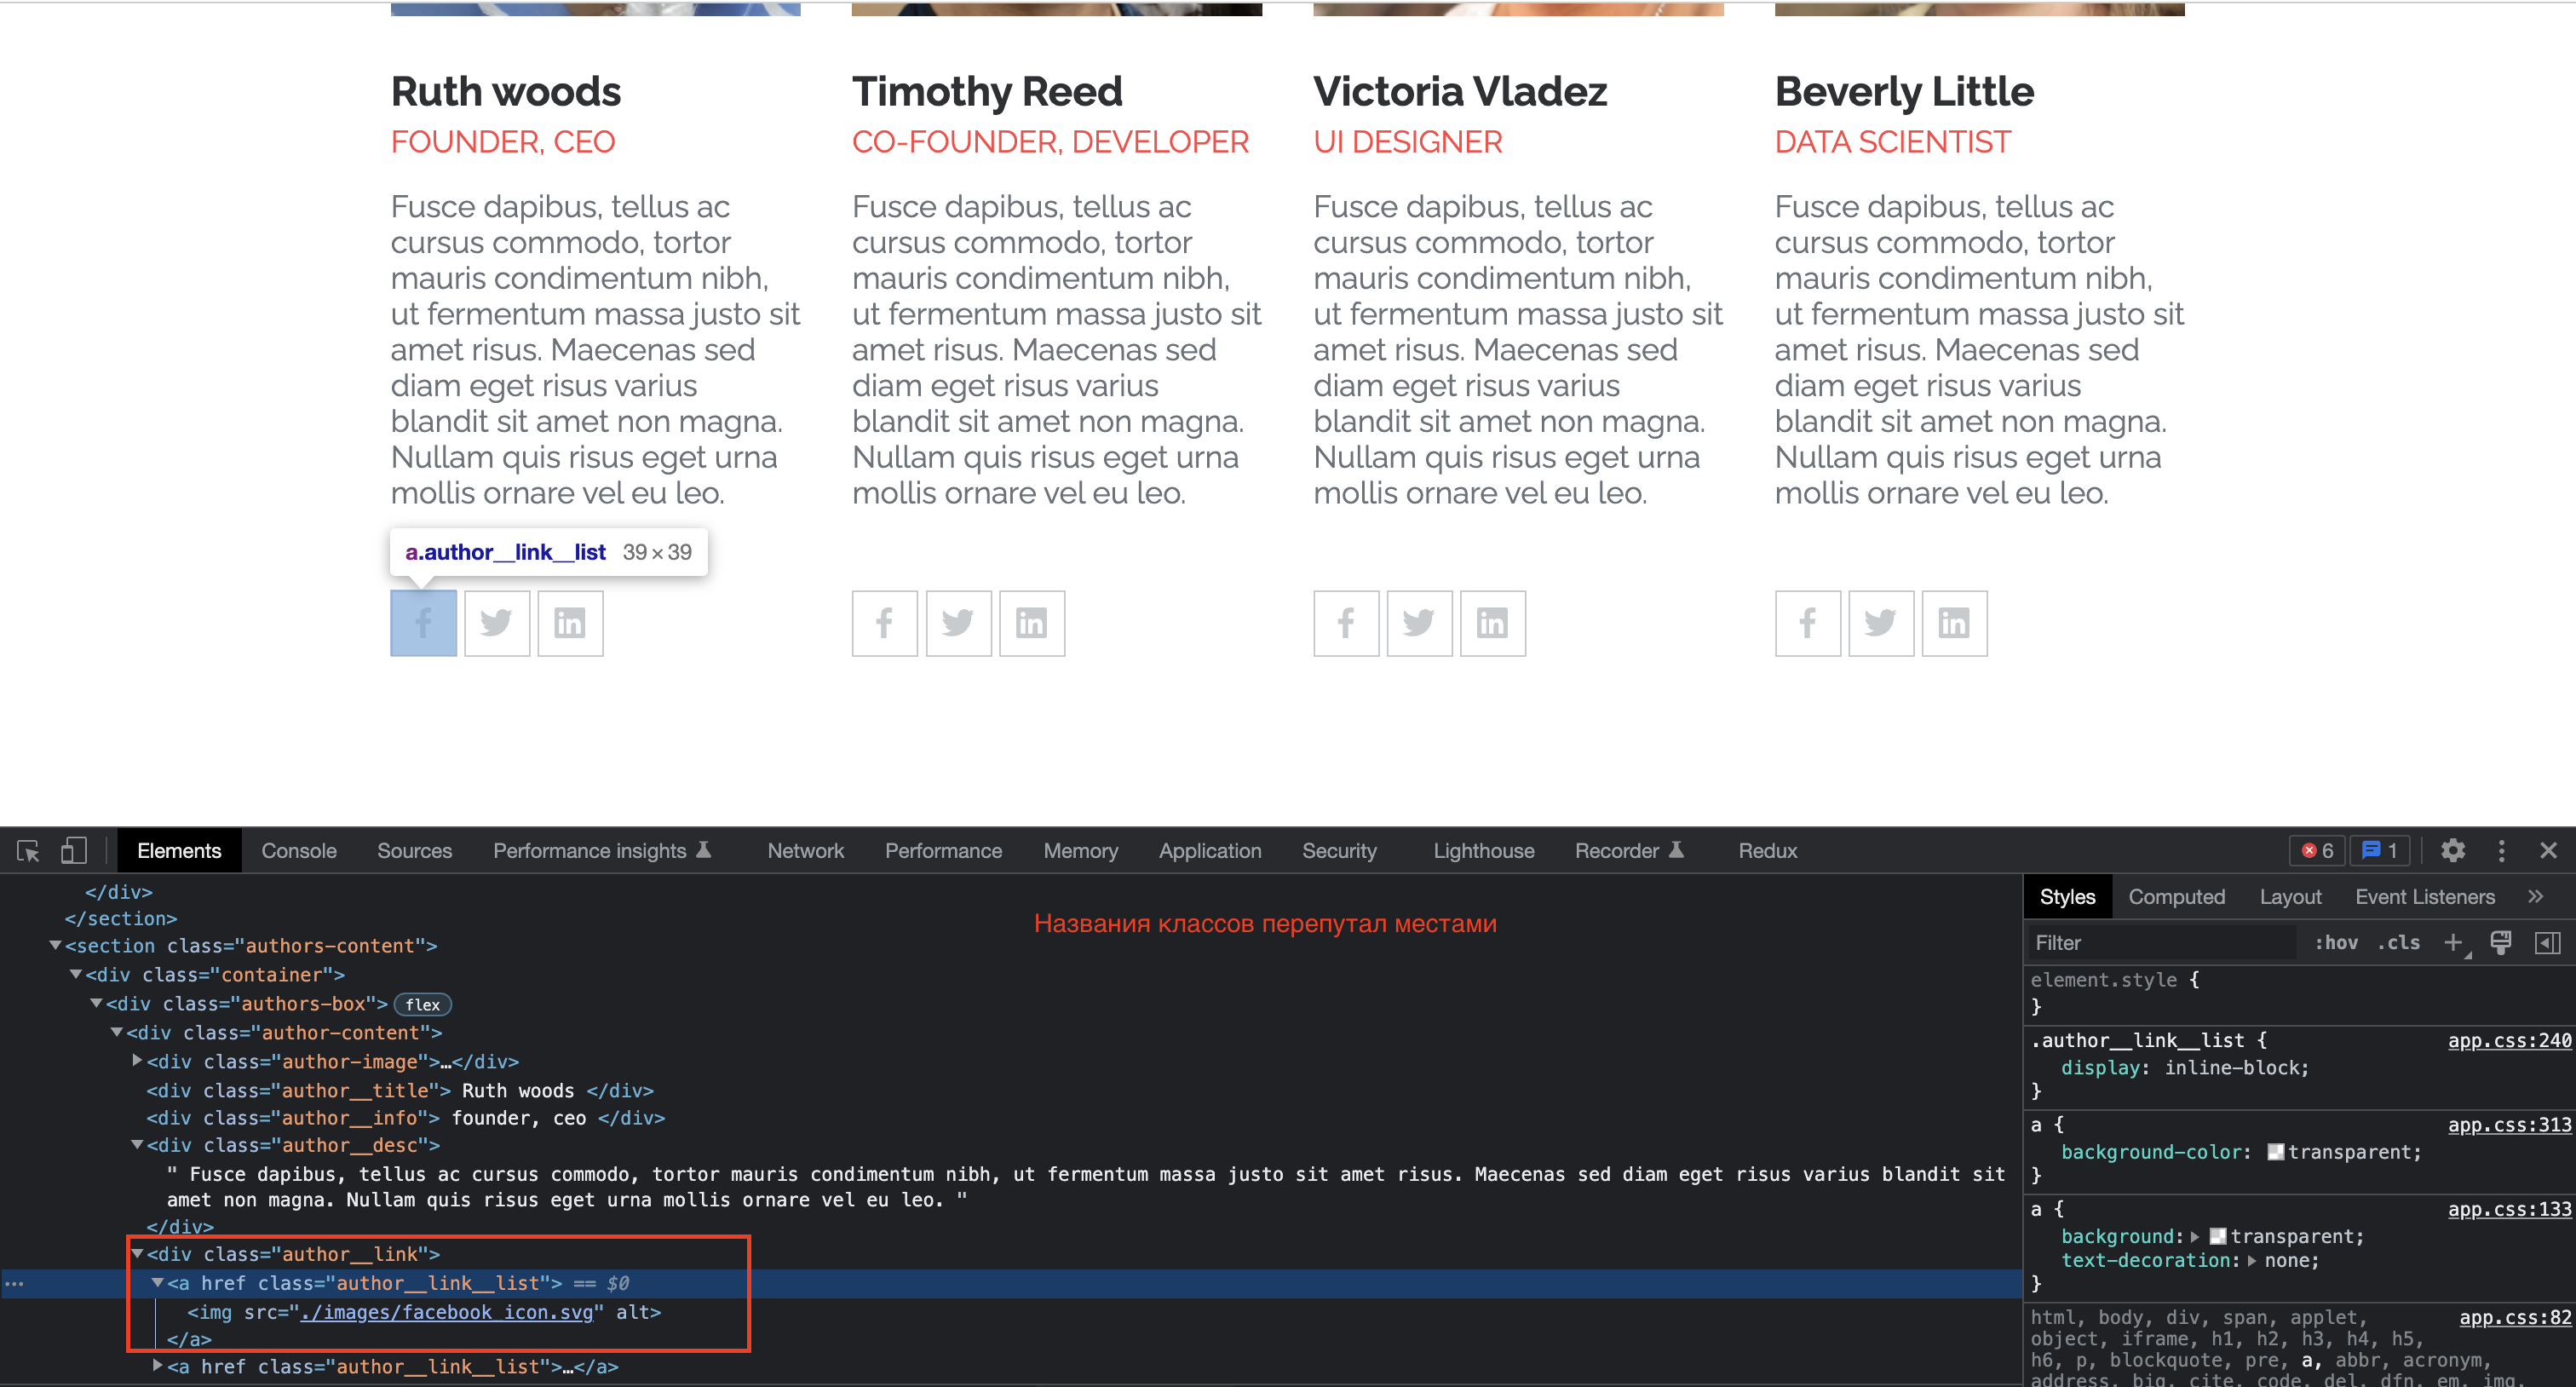 Ruth woods
FOUNDER, CEO
Fusce dapibus, tellus ac
cursus commodo, tortor
mauris condimentum nibh,
ut fermentum massa justo sit
amet risus. Maecenas sed
diam eget risus varius
blandit sit amet non magna.
Nullam quis risus eget urna
mollis ornare vel eu leo.
Timothy Reed
CO-FOUNDER, DEVELOPER
Fusce dapibus, tellus ac
cursus commodo, tortor
mauris condimentum nibh,
ut fermentum massa justo sit
amet risus. Maecenas sed
diam eget risus varius
blandit sit amet non magna.
Nullam quis risus eget urna
mollis ornare vel eu leo.
Victoria Vladez
UI DESIGNER
Fusce dapibus, tellus ac
cursus commodo, tortor
mauris condimentum nibh,
ut fermentum massa justo sit
amet risus. Maecenas sed
diam eget risus varius
blandit sit amet non magna.
Nullam quis risus eget urna
mollis ornare vel eu leo.
Beverly Little
DATA SCIENTIST
Fusce dapibus, tellus ac
cursus commodo, tortor
mauris condimentum nibh,
ut fermentum massa justo sit
amet risus. Maecenas sed
diam eget risus varius
blandit sit amet non magna.
Nullam quis risus eget urna
mollis ornare vel eu leo.
a.author__link__list 39 × 39
Elements Console Sources Performance insights Network Performance Memory Application Security Lighthouse Recorder Redux 6 1
</div>
</section>
<section class="authors-content">
<div class="container">
<div class="authors-box"> flex
<div class="author-content">
<div class="author-image">…</div>
<div class="author__title"> Ruth woods </div>
<div class="author__info"> founder, ceo </div>
<div class="author__desc">
" Fusce dapibus, tellus ac cursus commodo, tortor mauris condimentum nibh, ut fermentum massa justo sit amet risus. Maecenas sed diam eget risus varius blandit sit
amet non magna. Nullam quis risus eget urna mollis ornare vel eu leo. "
</div>
<div class="author__link">
<a href class="author__link__list"> == $0
<img src="./images/facebook_icon.svg" alt>
</a>
<a href class="author__link__list">…</a>
Названия классов перепутал местами
Styles Computed Layout Event Listeners »
Filter :hov .cls +
element.style {
}
.author__link__list { app.css:240
display: inline-block;
}
a { app.css:313
background-color: transparent;
}
a { app.css:133
background: transparent;
text-decoration: none;
}
html, body, div, span, applet, app.css:82
object, iframe, h1, h2, h3, h4, h5,
h6, p, blockquote, pre, a, abbr, acronym,
address, big, cite, code, del, dfn, em, img,